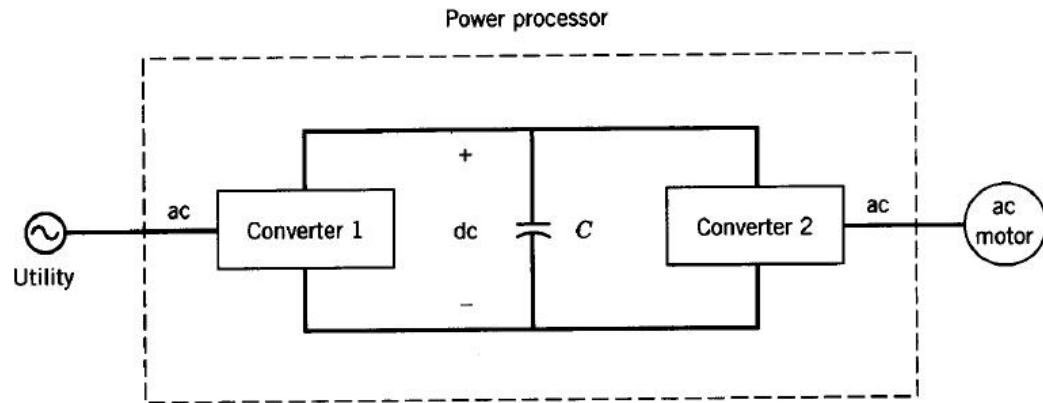 Power processor
ac
Converter 1
+
dc
−
C
Converter 2
ac
ac
motor
Utility